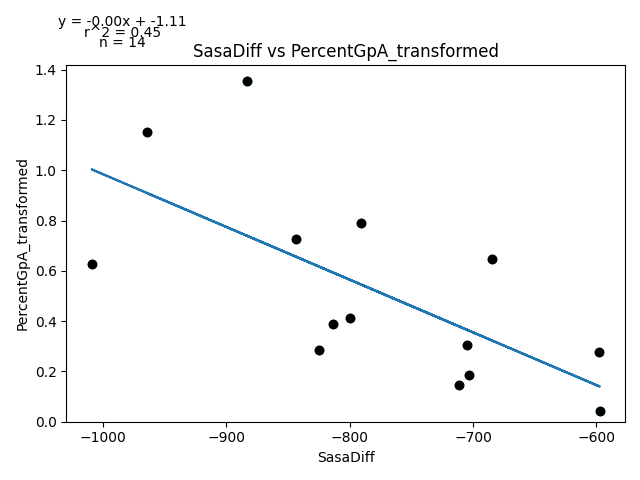 y = -0.00x + -1.11
r^2 = 0.45
n = 14
SasaDiff vs PercentGpA_transformed
1.4
1.2
1.0
0.8
0.6
0.4
0.2
0.0
PercentGpA_transformed
−1000 −900 −800 −700 −600
SasaDiff